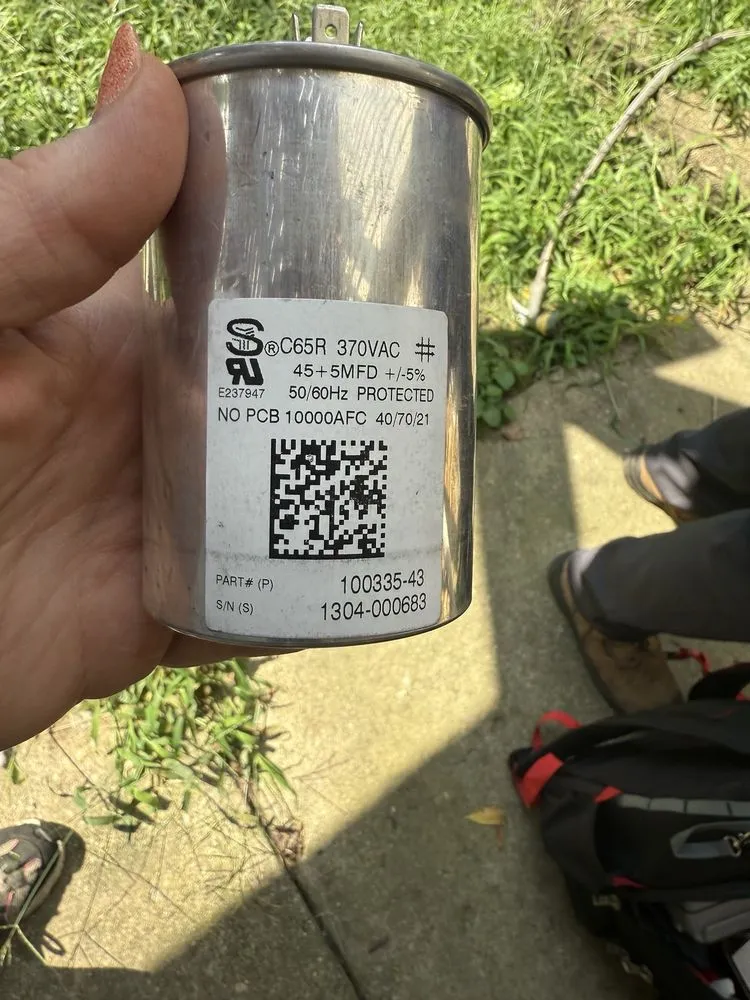 S® C65R 370VAC #
45+5MFD +/-5%
E237947 50/60Hz PROTECTED
NO PCB 10000AFC 40/70/21
PART# (P) 100335-43
S/N (S) 1304-000683